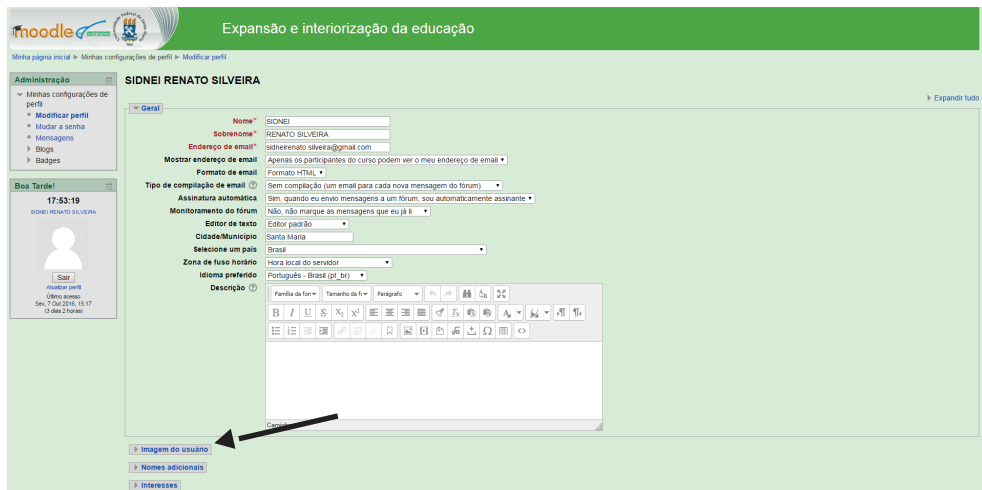 moodle
Expansão e interiorização da educação
Minha página inicial ► Minhas configurações de perfil ► Modificar perfil
Administração
Minhas configurações de perfil
Modificar perfil
Mudar a senha
Mensagens
Blogs
Badges
Boa Tarde!
17:53:19
SIDNEI RENATO SILVEIRA
Sair
Atualizar perfil
Último acesso
Sex, 7 Out 2016, 15:17
(3 dias 2 horas)
SIDNEI RENATO SILVEIRA
Expandir tudo
Geral
Nome* SIDNEI
Sobrenome* RENATO SILVEIRA
Endereço de email* sidneirenato.silveira@gmail.com
Mostrar endereço de email Apenas os participantes do curso podem ver o meu endereço de email
Formato de email Formato HTML
Tipo de compilação de email Sem compilação (um email para cada nova mensagem do fórum)
Assinatura automática Sim, quando eu envio mensagens a um fórum, sou automaticamente assinante
Monitoramento do fórum Não, não marque as mensagens que eu já li
Editor de texto Editor padrão
Cidade/Município Santa Maria
Selecione um país Brasil
Zona de fuso horário Hora local do servidor
Idioma preferido Português - Brasil (pt_br)
Descrição
Família da fon Tamanho da f Parágrafo
Imagem do usuário
Nomes adicionais
Interesses